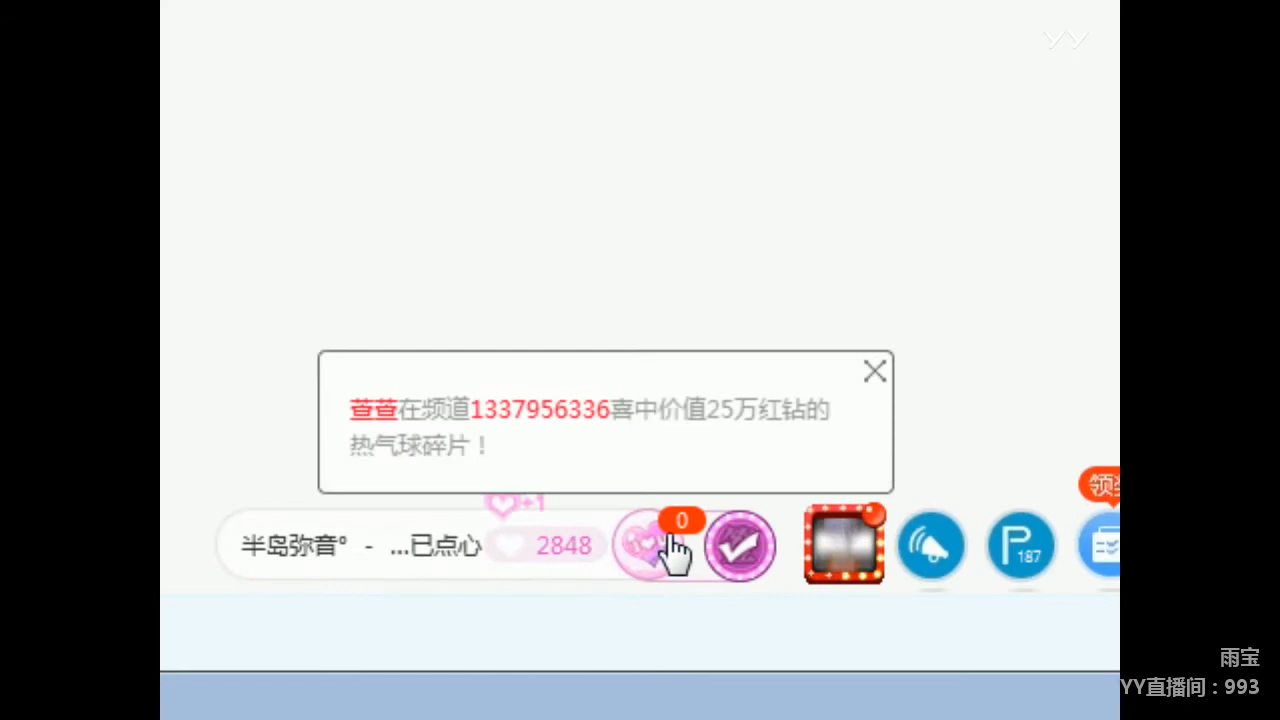 YY
在频道1337956336喜中价值25万红钻的
热气球碎片！
+1
0
半岛弥音° - ...已点心
2848
187
领奖
雨宝
YY直播间：993